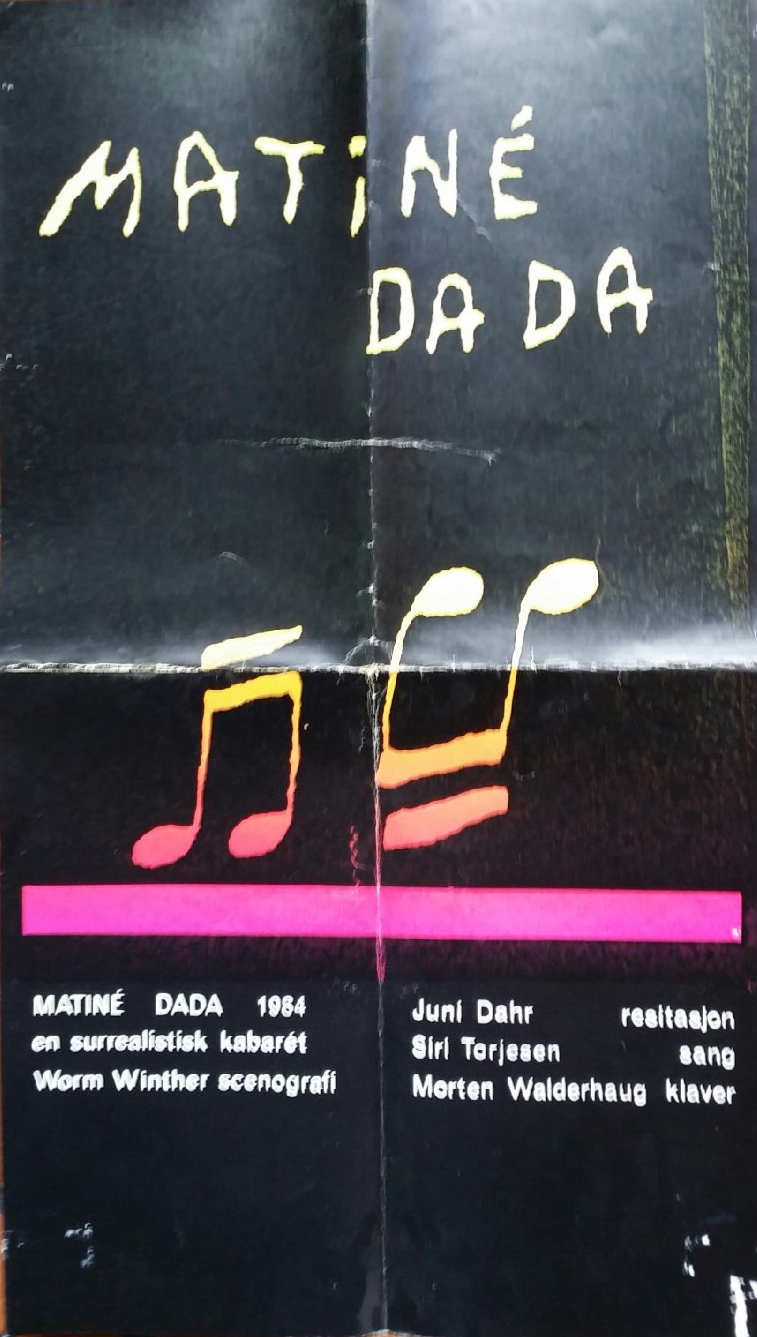 MATiNÉ
DADA
MATINÉ DADA 1984
en surrealistisk kabarét
Worm Winther scenografi
Juni Dahr resitasjon
Siri Torjesen sang
Morten Walderhaug klaver